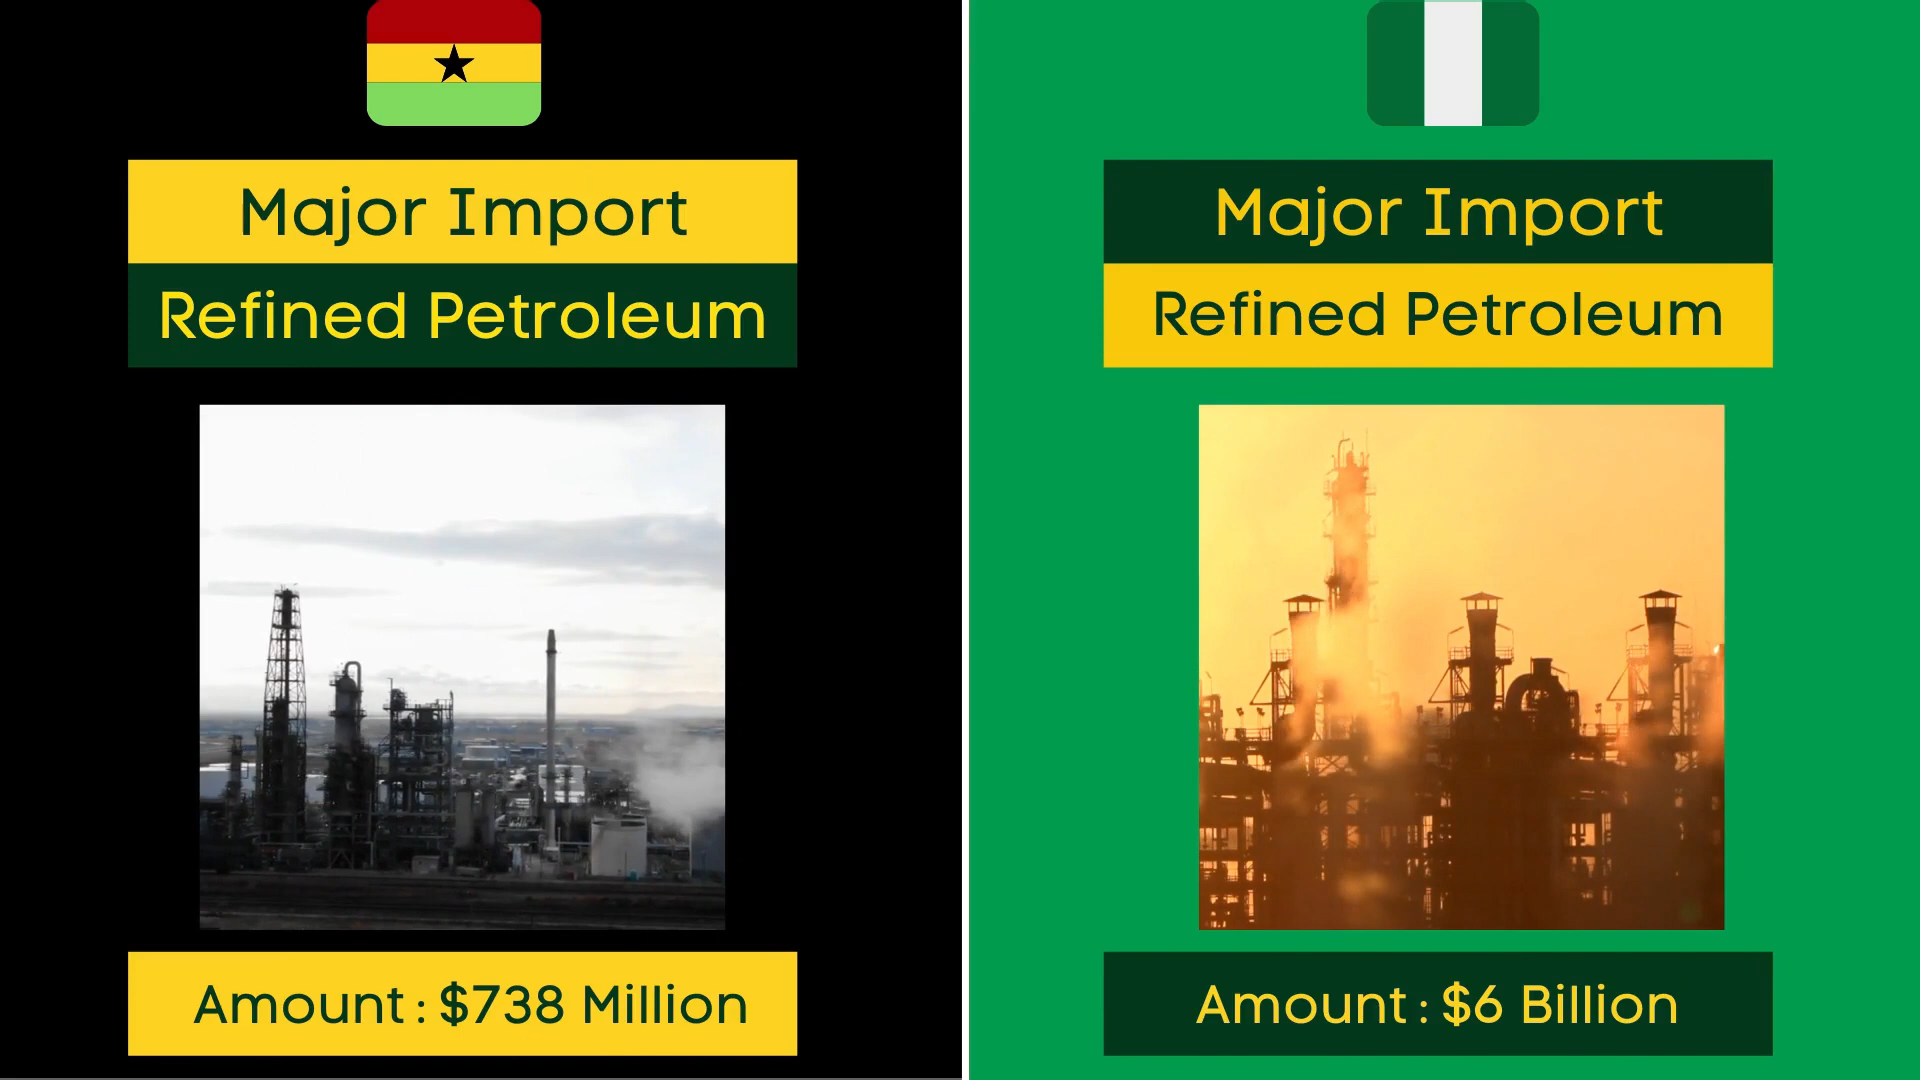 Major Import
Refined Petroleum
Amount : $738 Million
Major Import
Refined Petroleum
Amount : $6 Billion